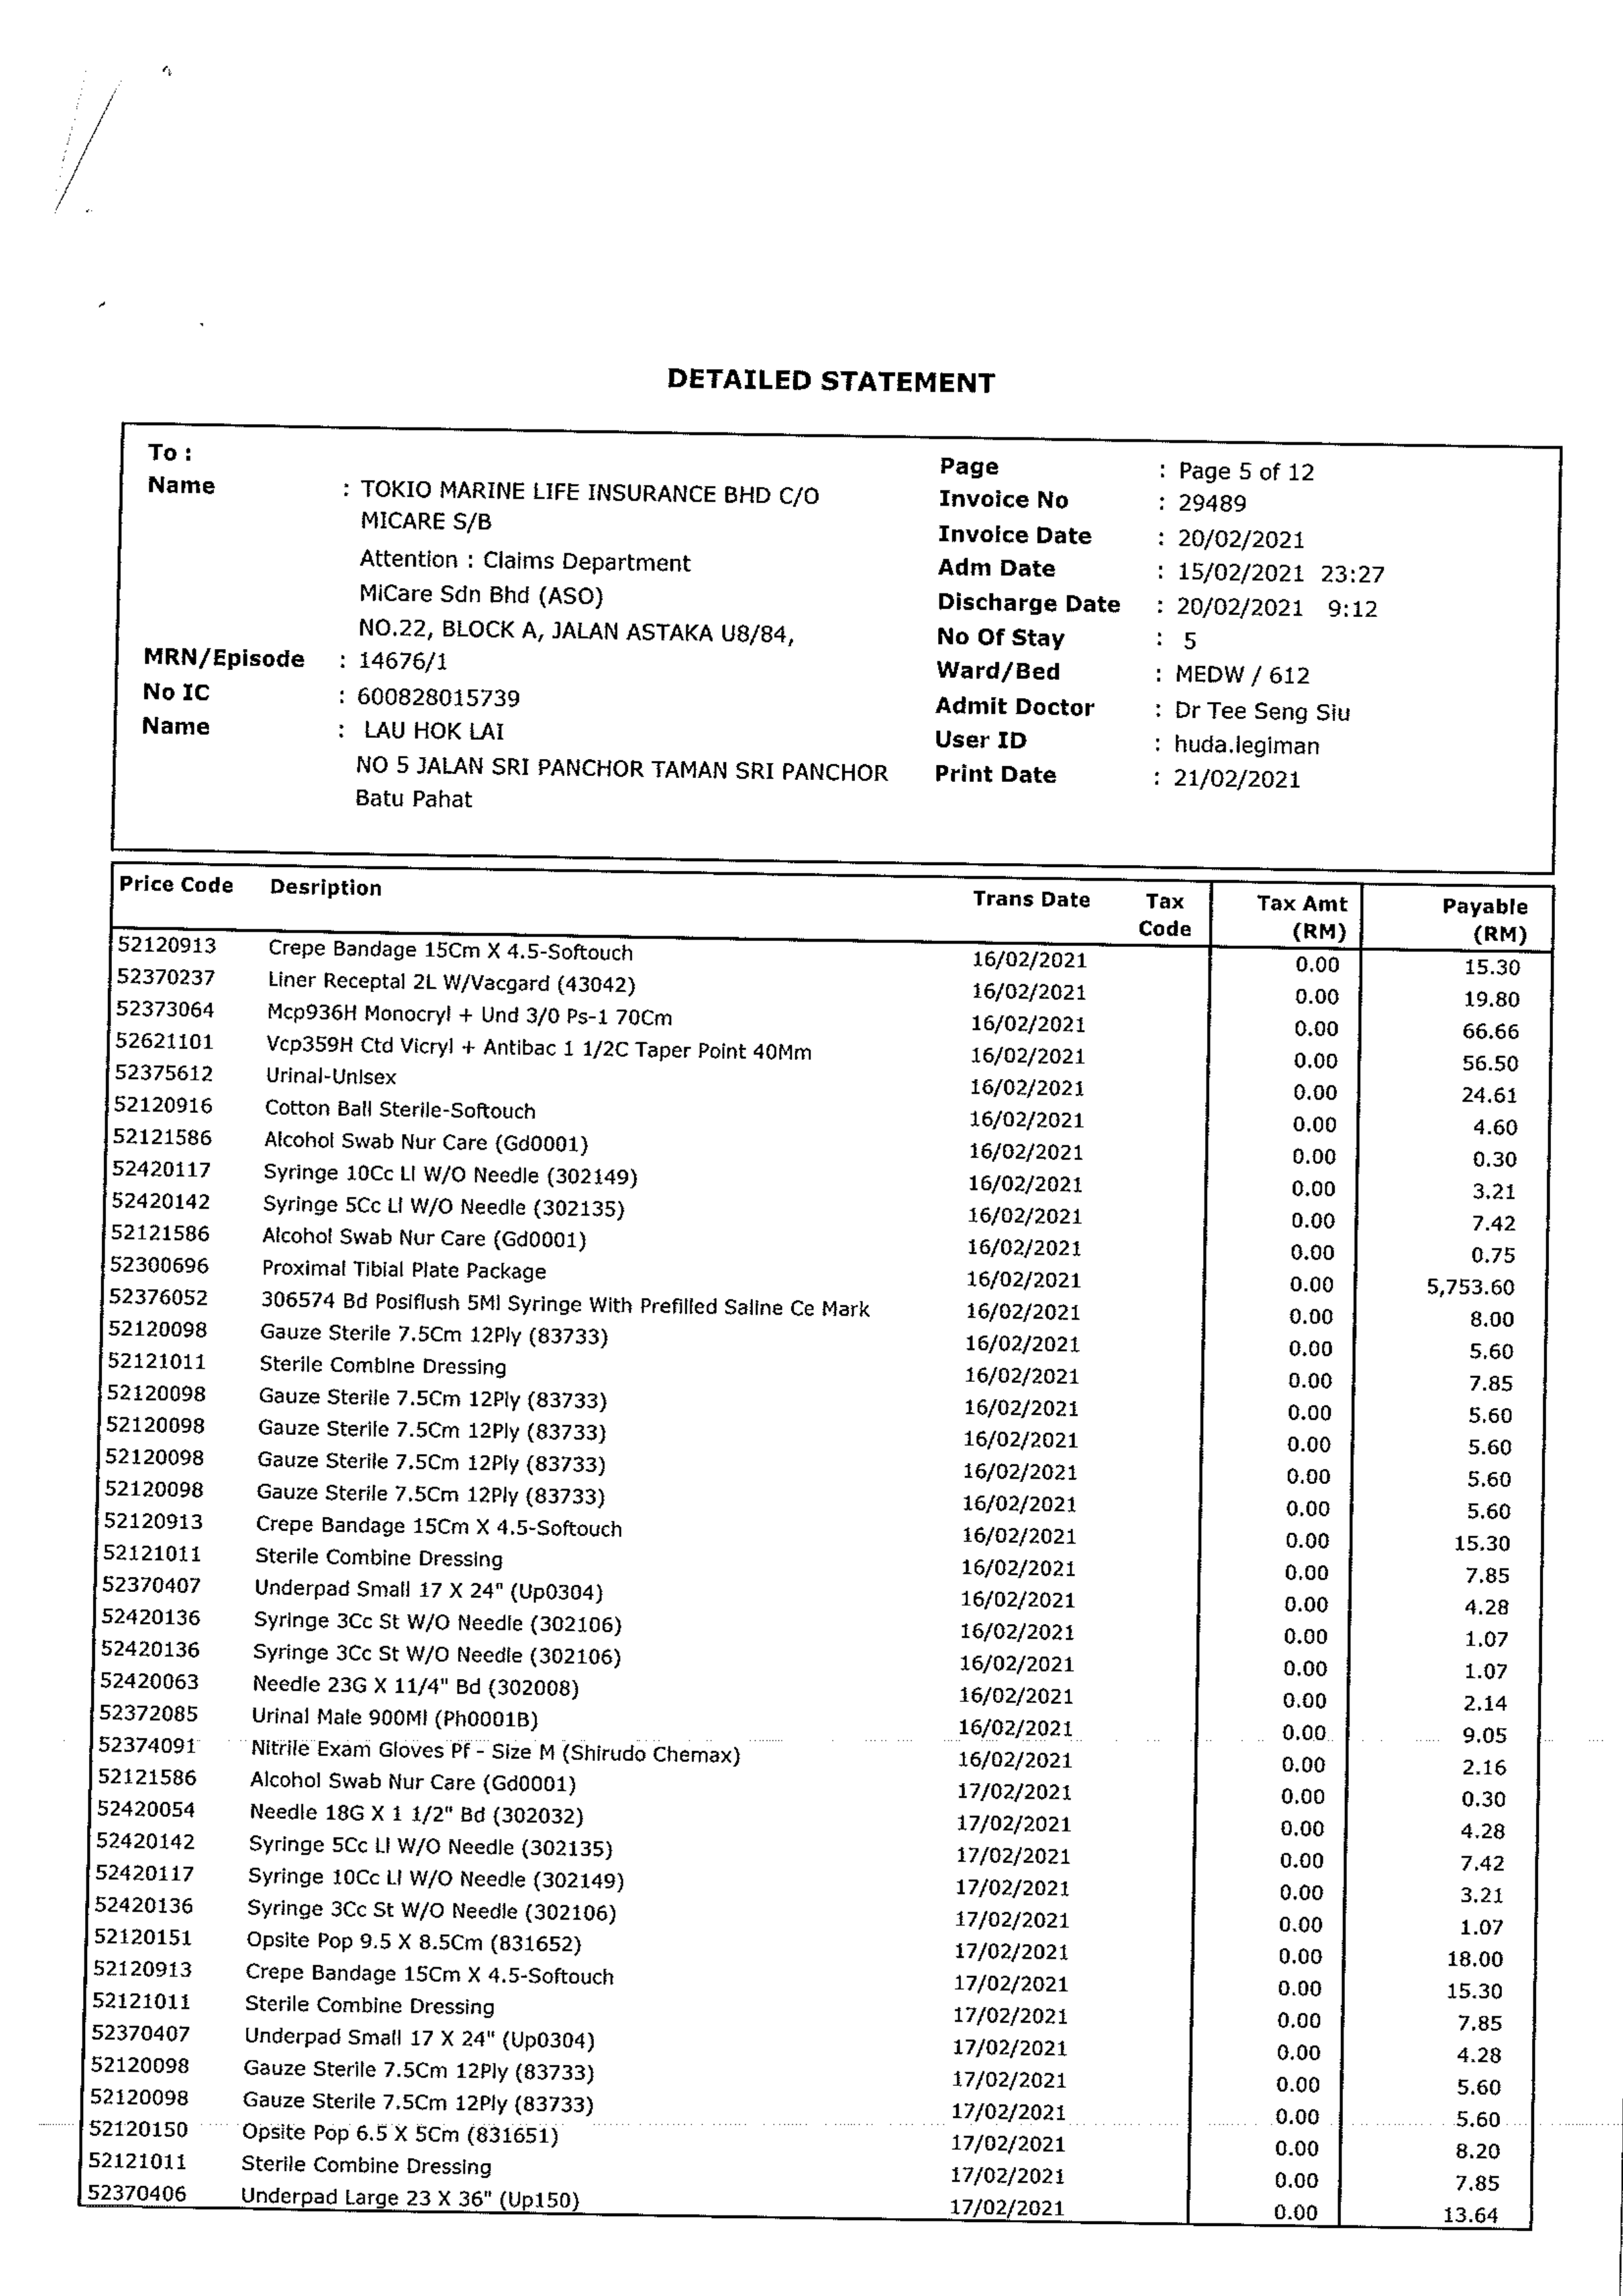 DETAILED STATEMENT
To :
Name : TOKIO MARINE LIFE INSURANCE BHD C/O
MICARE S/B
Attention : Claims Department
MiCare Sdn Bhd (ASO)
NO.22, BLOCK A, JALAN ASTAKA U8/84,
MRN/Episode : 14676/1
No IC : 600828015739
Name : LAU HOK LAI
NO 5 JALAN SRI PANCHOR TAMAN SRI PANCHOR
Batu Pahat
Page : Page 5 of 12
Invoice No : 29489
Invoice Date : 20/02/2021
Adm Date : 15/02/2021 23:27
Discharge Date : 20/02/2021 9:12
No Of Stay : 5
Ward/Bed : MEDW / 612
Admit Doctor : Dr Tee Seng Siu
User ID : huda.legiman
Print Date : 21/02/2021
Price Code Desription Trans Date Tax Code Tax Amt (RM) Payable (RM)
52120913 Crepe Bandage 15Cm X 4.5-Softouch 16/02/2021 0.00 15.30
52370237 Liner Receptal 2L W/Vacgard (43042) 16/02/2021 0.00 19.80
52373064 Mcp936H Monocryl + Und 3/0 Ps-1 70Cm 16/02/2021 0.00 66.66
52621101 Vcp359H Ctd Vicryl + Antibac 1 1/2C Taper Point 40Mm 16/02/2021 0.00 56.50
52375612 Urinal-Unisex 16/02/2021 0.00 24.61
52120916 Cotton Ball Sterile-Softouch 16/02/2021 0.00 4.60
52121586 Alcohol Swab Nur Care (Gd0001) 16/02/2021 0.00 0.30
52420117 Syringe 10Cc Ll W/O Needle (302149) 16/02/2021 0.00 3.21
52420142 Syringe 5Cc Ll W/O Needle (302135) 16/02/2021 0.00 7.42
52121586 Alcohol Swab Nur Care (Gd0001) 16/02/2021 0.00 0.75
52300696 Proximal Tibial Plate Package 16/02/2021 0.00 5,753.60
52376052 306574 Bd Posiflush 5Ml Syringe With Prefilled Saline Ce Mark 16/02/2021 0.00 8.00
52120098 Gauze Sterile 7.5Cm 12Ply (83733) 16/02/2021 0.00 5.60
52121011 Sterile Combine Dressing 16/02/2021 0.00 7.85
52120098 Gauze Sterile 7.5Cm 12Ply (83733) 16/02/2021 0.00 5.60
52120098 Gauze Sterile 7.5Cm 12Ply (83733) 16/02/2021 0.00 5.60
52120098 Gauze Sterile 7.5Cm 12Ply (83733) 16/02/2021 0.00 5.60
52120098 Gauze Sterile 7.5Cm 12Ply (83733) 16/02/2021 0.00 5.60
52120913 Crepe Bandage 15Cm X 4.5-Softouch 16/02/2021 0.00 15.30
52121011 Sterile Combine Dressing 16/02/2021 0.00 7.85
52370407 Underpad Small 17 X 24" (Up0304) 16/02/2021 0.00 4.28
52420136 Syringe 3Cc St W/O Needle (302106) 16/02/2021 0.00 1.07
52420136 Syringe 3Cc St W/O Needle (302106) 16/02/2021 0.00 1.07
52420063 Needle 23G X 11/4" Bd (302008) 16/02/2021 0.00 2.14
52372085 Urinal Male 900Ml (Ph0001B) 16/02/2021 0.00 9.05
52374091 Nitrile Exam Gloves Pf - Size M (Shirudo Chemax) 16/02/2021 0.00 2.16
52121586 Alcohol Swab Nur Care (Gd0001) 17/02/2021 0.00 0.30
52420054 Needle 18G X 1 1/2" Bd (302032) 17/02/2021 0.00 4.28
52420142 Syringe 5Cc Ll W/O Needle (302135) 17/02/2021 0.00 7.42
52420117 Syringe 10Cc Ll W/O Needle (302149) 17/02/2021 0.00 3.21
52420136 Syringe 3Cc St W/O Needle (302106) 17/02/2021 0.00 1.07
52120151 Opsite Pop 9.5 X 8.5Cm (831652) 17/02/2021 0.00 18.00
52120913 Crepe Bandage 15Cm X 4.5-Softouch 17/02/2021 0.00 15.30
52121011 Sterile Combine Dressing 17/02/2021 0.00 7.85
52370407 Underpad Small 17 X 24" (Up0304) 17/02/2021 0.00 4.28
52120098 Gauze Sterile 7.5Cm 12Ply (83733) 17/02/2021 0.00 5.60
52120098 Gauze Sterile 7.5Cm 12Ply (83733) 17/02/2021 0.00 5.60
52120150 Opsite Pop 6.5 X 5Cm (831651) 17/02/2021 0.00 8.20
52121011 Sterile Combine Dressing 17/02/2021 0.00 7.85
52370406 Underpad Large 23 X 36" (Up150) 17/02/2021 0.00 13.64